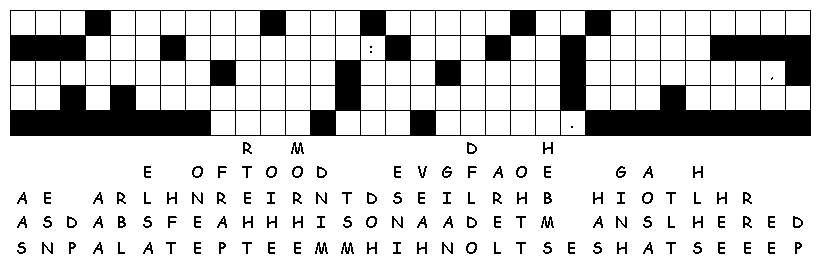 :
,
.
R M D H
E O F T O O D E V G F A O E G A H
A E A R L H N R E I R N T D S E I L R H B H I O T L H R
A S D A B S F E A H H H I S O N A A D E T M A N S L H E R E D
S N P A L A T E P T E E M M H I H N O L T S E S H A T S E E E P